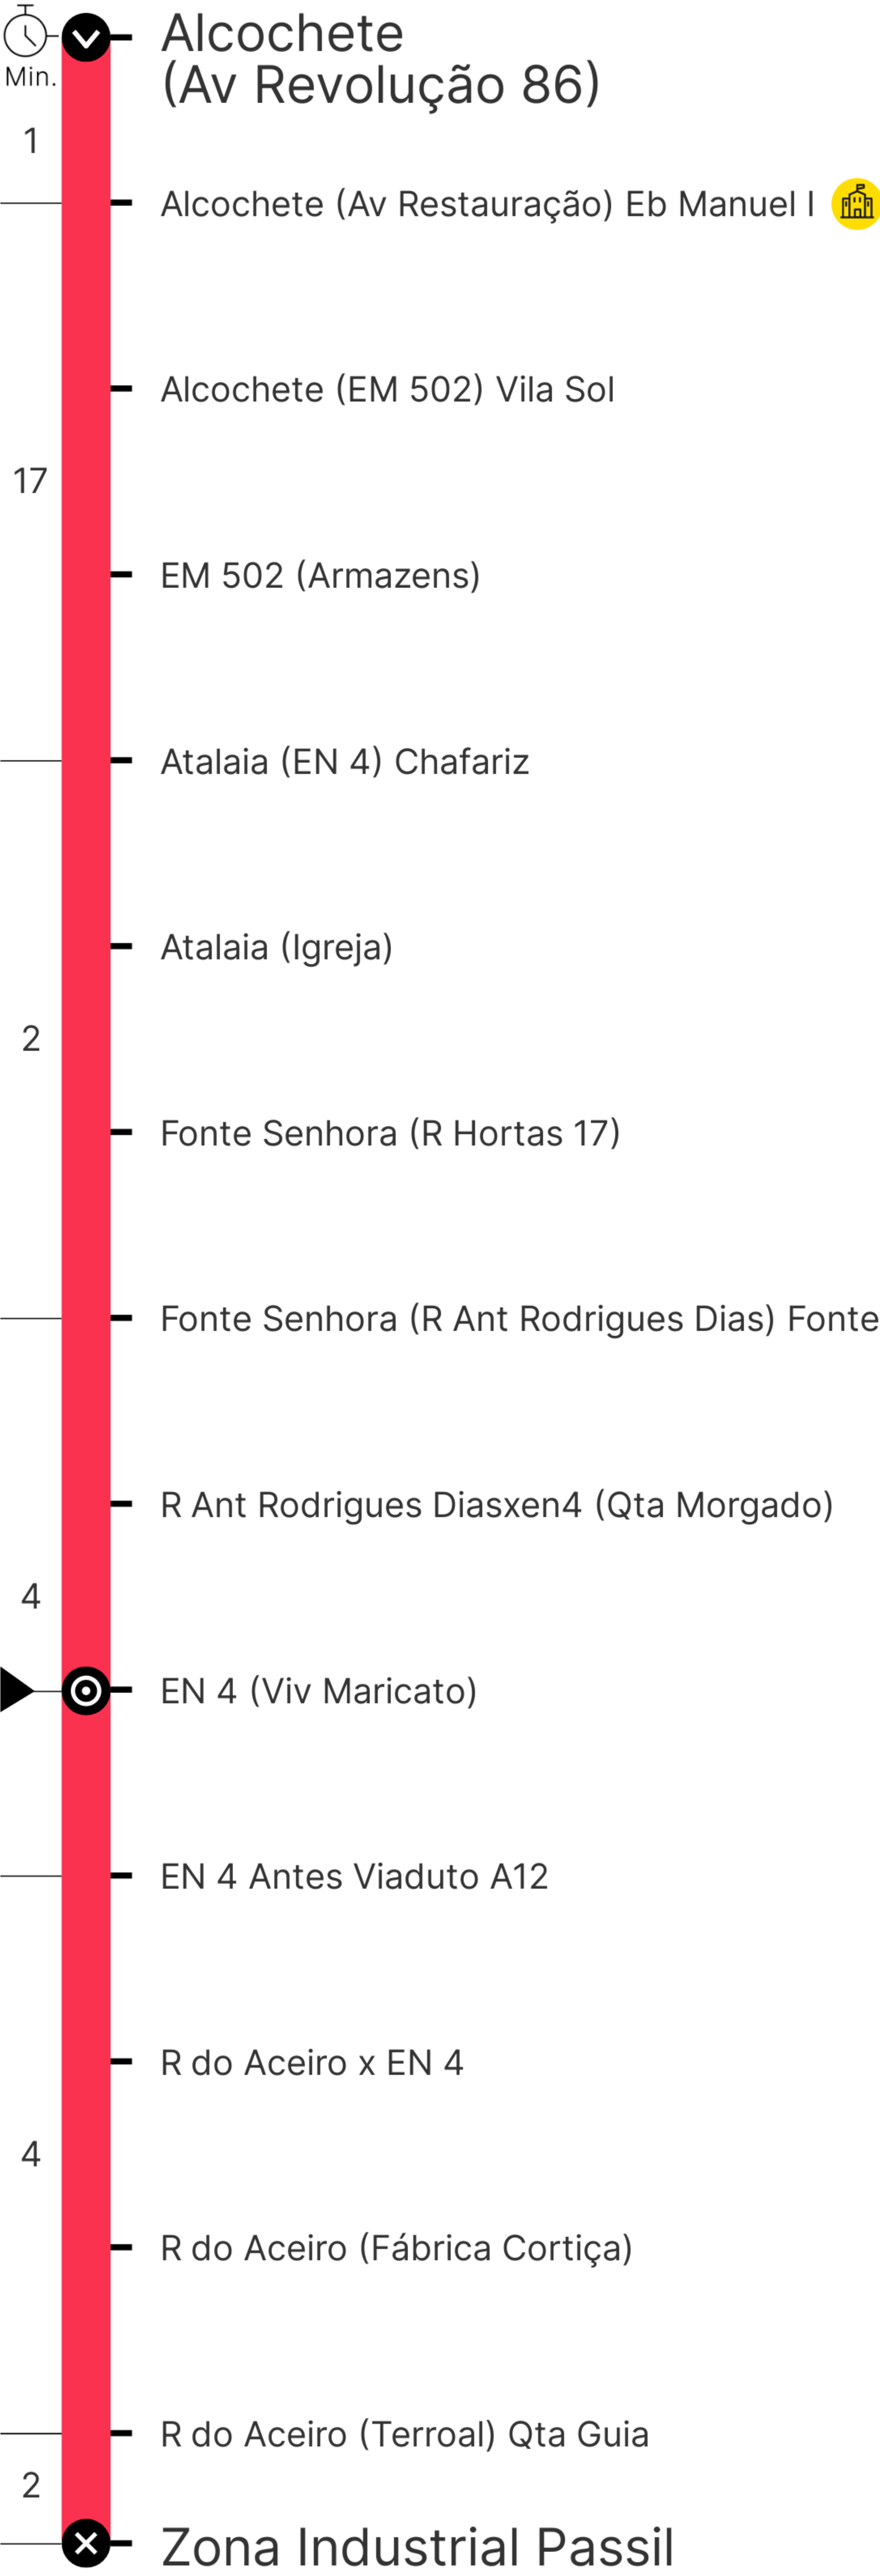 Alcochete
(Av Revolução 86)
Min.
1
Alcochete (Av Restauração) Eb Manuel I
Alcochete (EM 502) Vila Sol
17
EM 502 (Armazens)
Atalaia (EN 4) Chafariz
Atalaia (Igreja)
2
Fonte Senhora (R Hortas 17)
Fonte Senhora (R Ant Rodrigues Dias) Fonte
R Ant Rodrigues Diasxen4 (Qta Morgado)
4
EN 4 (Viv Maricato)
EN 4 Antes Viaduto A12
R do Aceiro x EN 4
4
R do Aceiro (Fábrica Cortiça)
R do Aceiro (Terroal) Qta Guia
2
Zona Industrial Passil